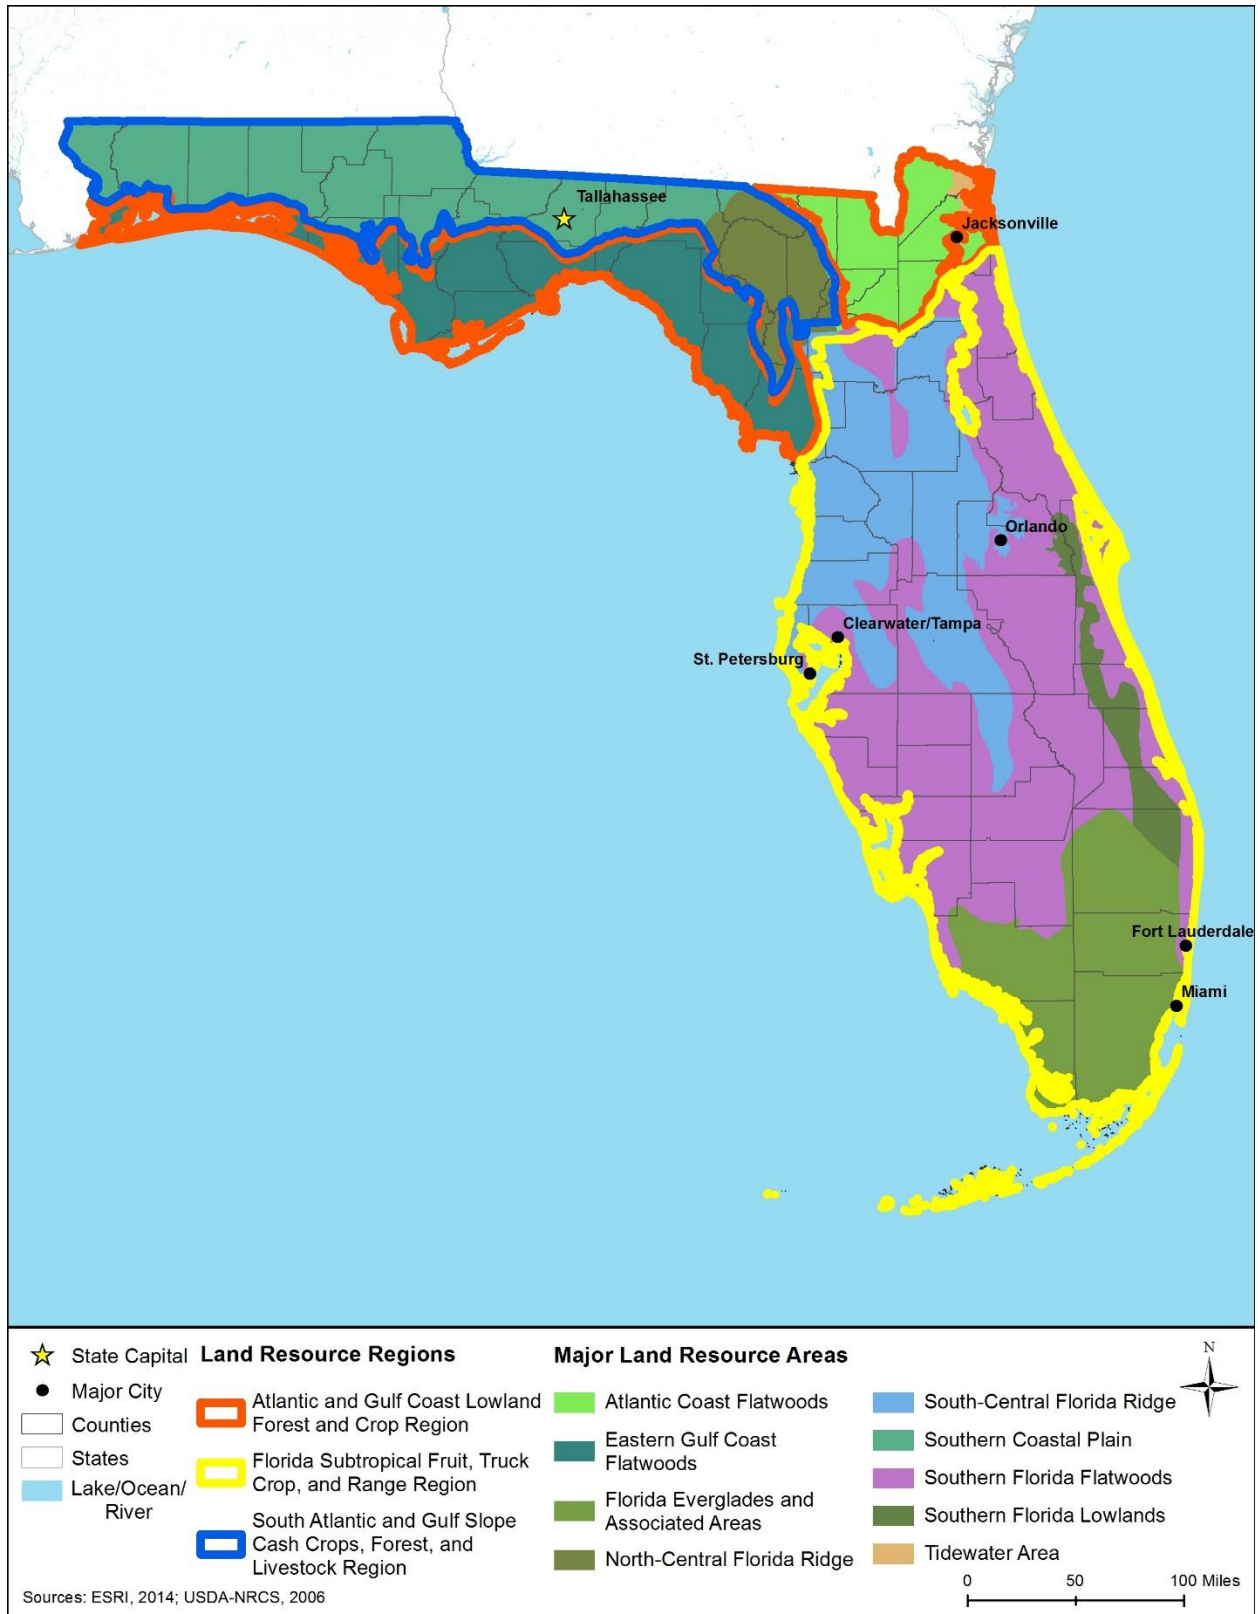 Tallahassee
Jacksonville
Orlando
Clearwater/Tampa
St. Petersburg
Fort Lauderdale
Miami
State Capital
Major City
Counties
States
Lake/Ocean/
River
Land Resource Regions
Atlantic and Gulf Coast Lowland
Forest and Crop Region
Florida Subtropical Fruit, Truck
Crop, and Range Region
South Atlantic and Gulf Slope
Cash Crops, Forest, and
Livestock Region
Major Land Resource Areas
Atlantic Coast Flatwoods
Eastern Gulf Coast
Flatwoods
Florida Everglades and
Associated Areas
North-Central Florida Ridge
South-Central Florida Ridge
Southern Coastal Plain
Southern Florida Flatwoods
Southern Florida Lowlands
Tidewater Area
N
0 50 100 Miles
Sources: ESRI, 2014; USDA-NRCS, 2006